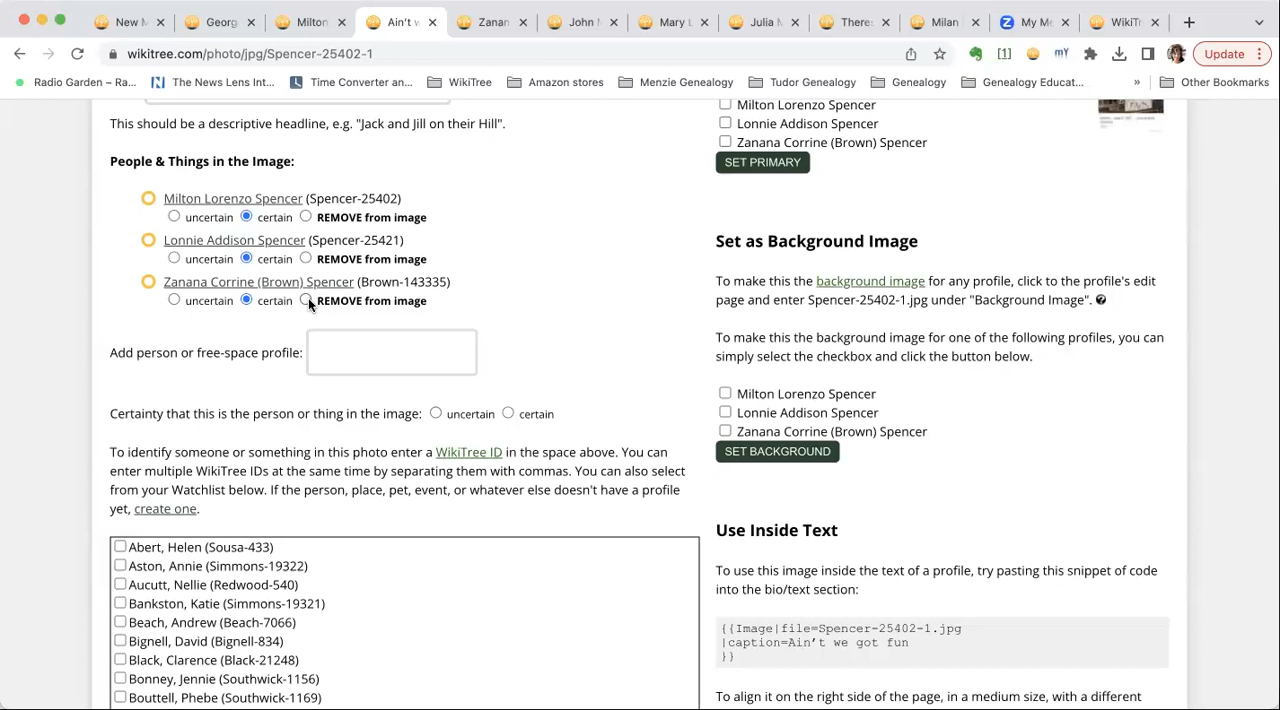 New M
Georg
Milton
Ain't w
Zanan
John M
Mary L
Julia M
There
Milan
My Me
WikiTr
wikitree.com/photo/jpg/Spencer-25402-1
[1]
mY
Update
Radio Garden – Ra...
The News Lens Int...
Time Converter an...
WikiTree
Amazon stores
Menzie Genealogy
Tudor Genealogy
Genealogy
Genealogy Educat...
»
Other Bookmarks
This should be a descriptive headline, e.g. "Jack and Jill on their Hill".
People & Things in the Image:
Milton Lorenzo Spencer (Spencer-25402)
uncertain certain REMOVE from image
Lonnie Addison Spencer (Spencer-25421)
uncertain certain REMOVE from image
Zanana Corrine (Brown) Spencer (Brown-143335)
uncertain certain REMOVE from image
Add person or free-space profile:
Certainty that this is the person or thing in the image: uncertain certain
To identify someone or something in this photo enter a WikiTree ID in the space above. You can
enter multiple WikiTree IDs at the same time by separating them with commas. You can also select
from your Watchlist below. If the person, place, pet, event, or whatever else doesn't have a profile
yet, create one.
Abert, Helen (Sousa-433)
Aston, Annie (Simmons-19322)
Aucutt, Nellie (Redwood-540)
Bankston, Katie (Simmons-19321)
Beach, Andrew (Beach-7066)
Bignell, David (Bignell-834)
Black, Clarence (Black-21248)
Bonney, Jennie (Southwick-1156)
Bouttell, Phebe (Southwick-1169)
Milton Lorenzo Spencer
Lonnie Addison Spencer
Zanana Corrine (Brown) Spencer
SET PRIMARY
Set as Background Image
To make this the background image for any profile, click to the profile's edit
page and enter Spencer-25402-1.jpg under "Background Image".
To make this the background image for one of the following profiles, you can
simply select the checkbox and click the button below.
Milton Lorenzo Spencer
Lonnie Addison Spencer
Zanana Corrine (Brown) Spencer
SET BACKGROUND
Use Inside Text
To use this image inside the text of a profile, try pasting this snippet of code
into the bio/text section:
{{Image|file=Spencer-25402-1.jpg
|caption=Ain't we got fun
}}
To align it on the right side of the page, in a medium size, with a different